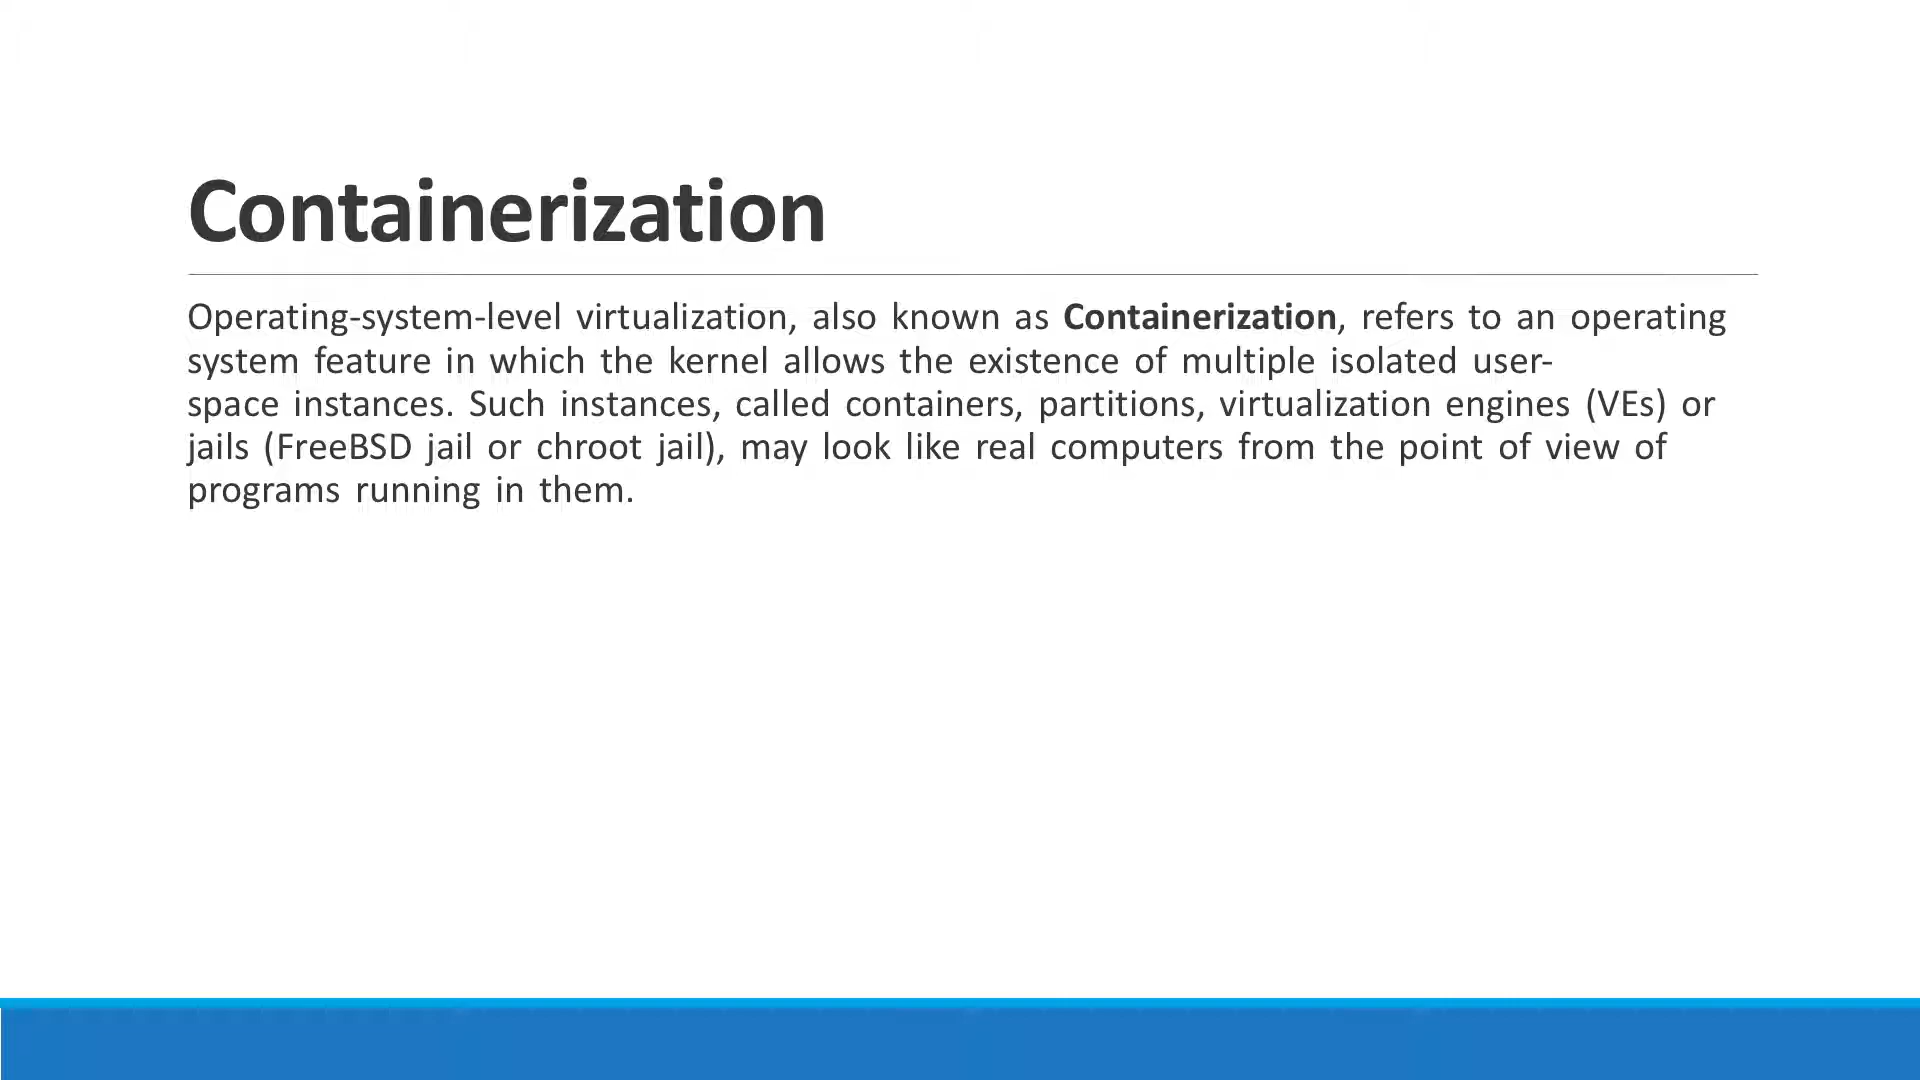 Containerization
Operating-system-level virtualization, also known as Containerization, refers to an operating
system feature in which the kernel allows the existence of multiple isolated user-
space instances. Such instances, called containers, partitions, virtualization engines (VEs) or
jails (FreeBSD jail or chroot jail), may look like real computers from the point of view of
programs running in them.